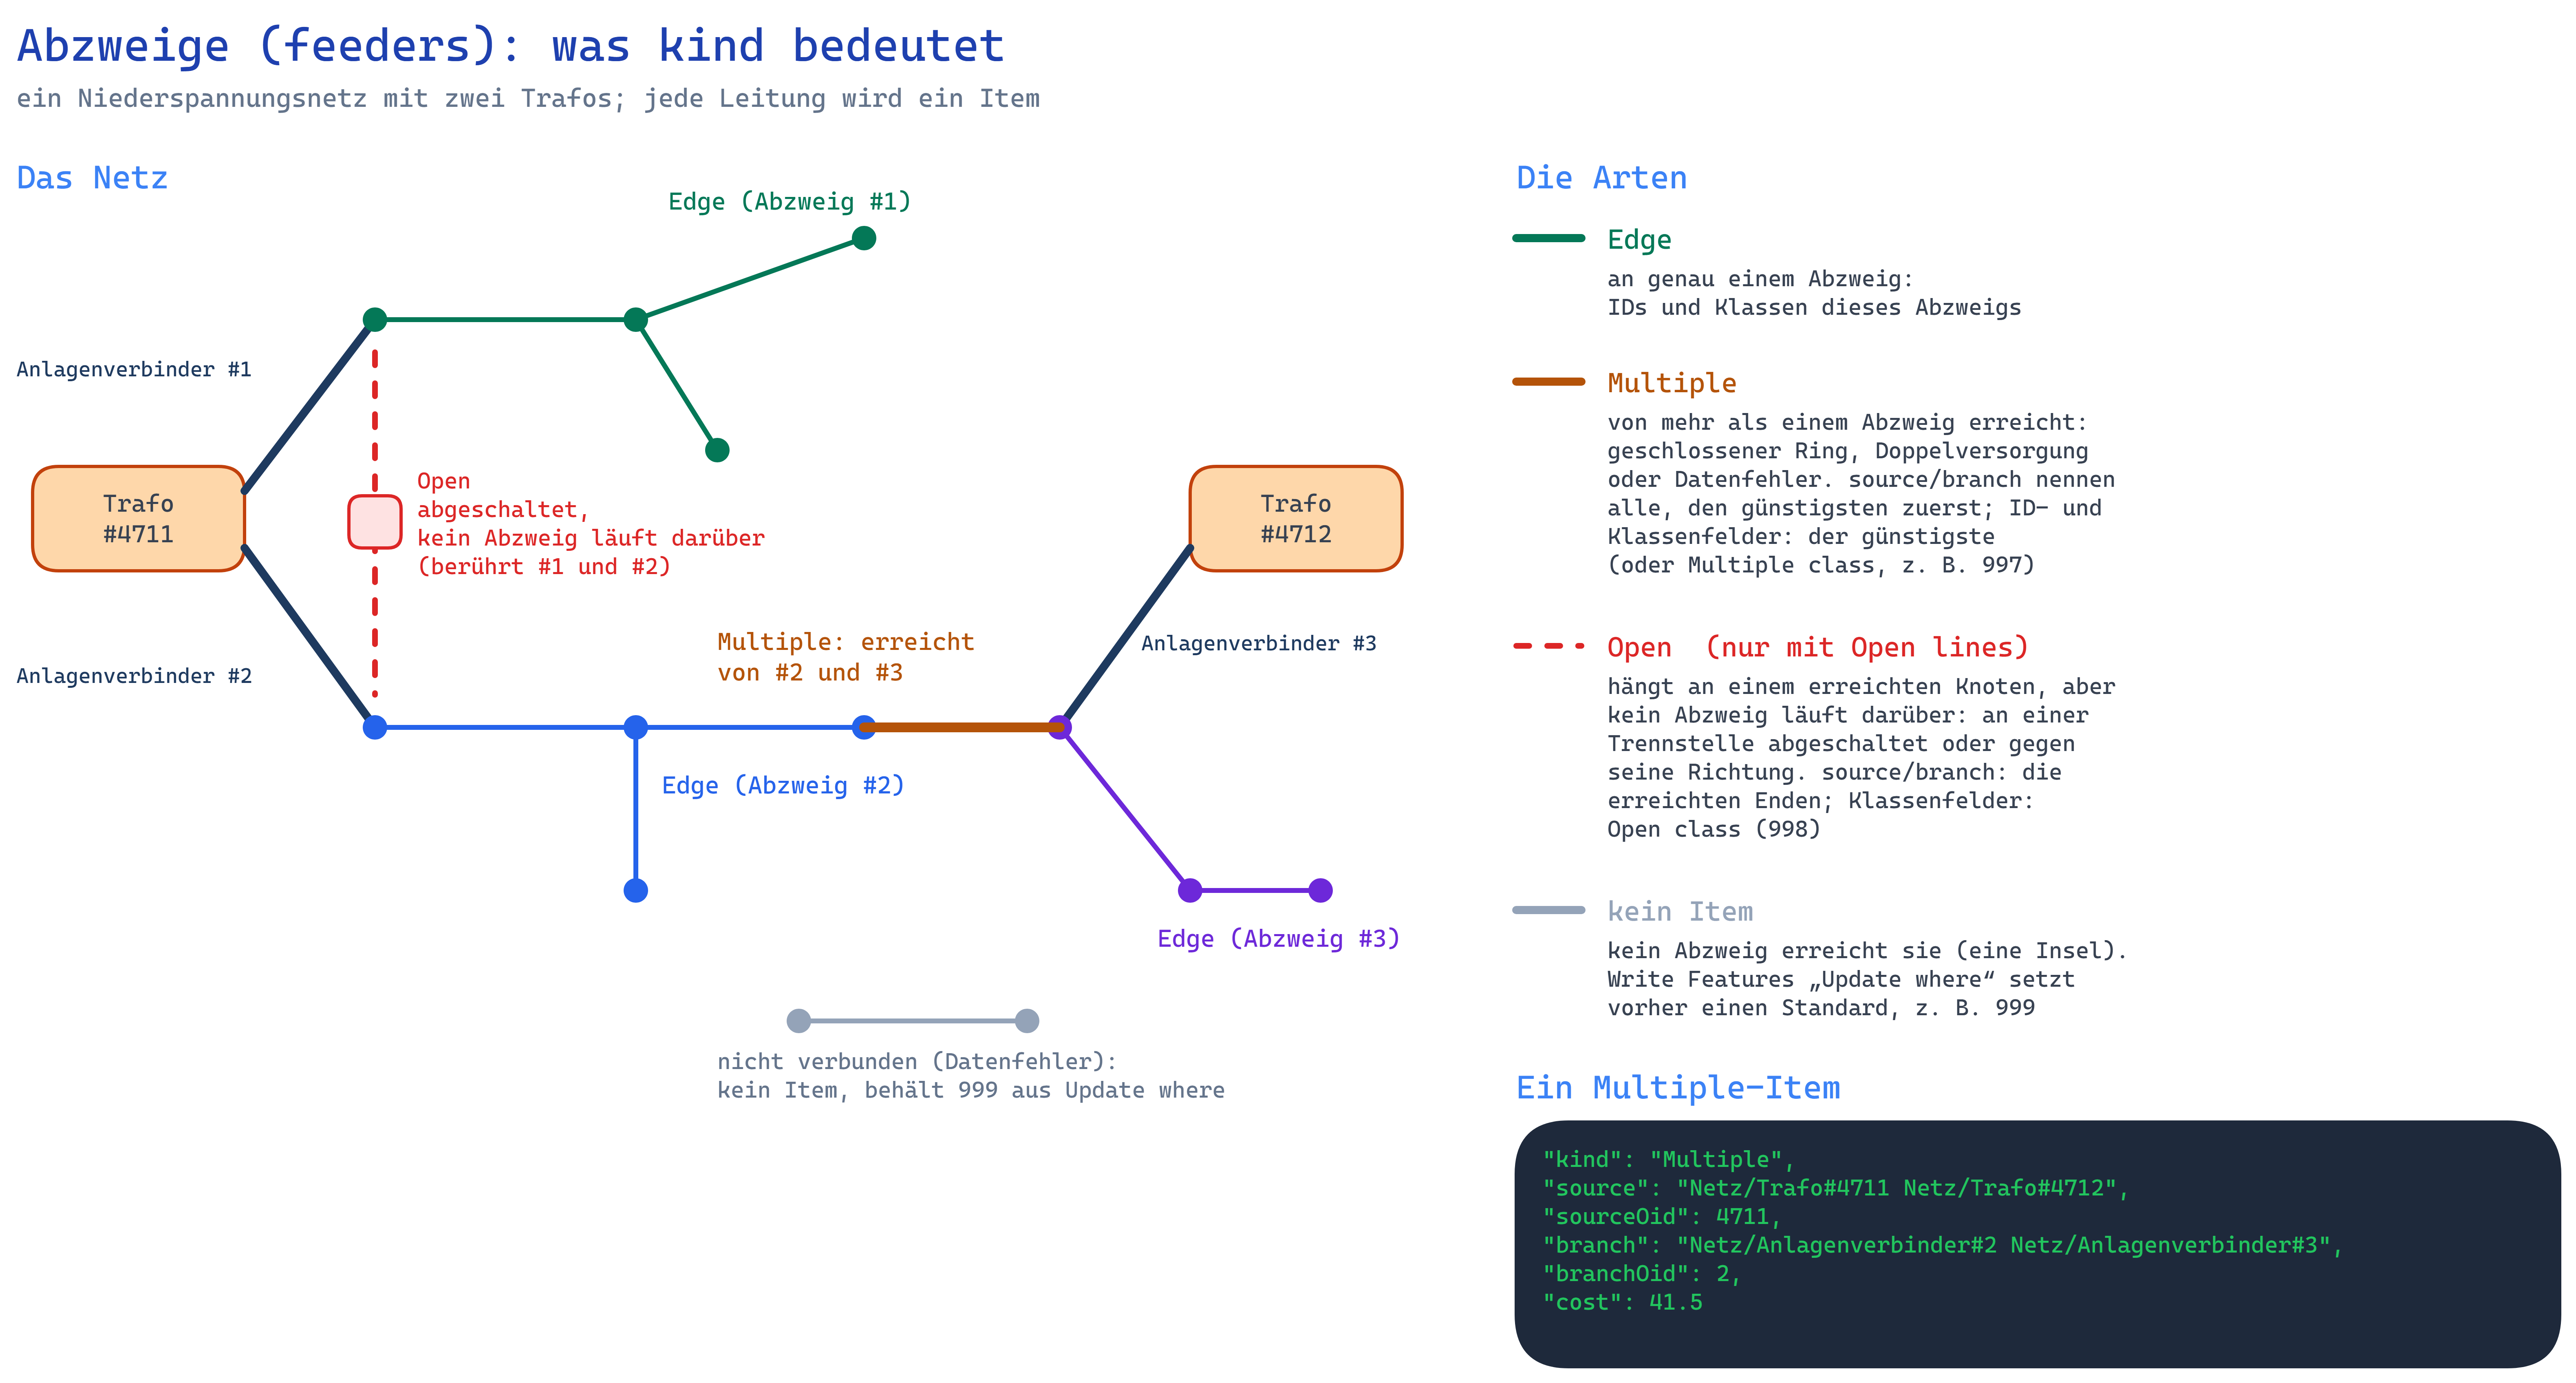 Abzweige (feeders): was kind bedeutet
ein Niederspannungsnetz mit zwei Trafos; jede Leitung wird ein Item
Das Netz
Edge (Abzweig #1)
Anlagenverbinder #1
Trafo
#4711
Open
abgeschaltet,
kein Abzweig läuft darüber
(berührt #1 und #2)
Trafo
#4712
Multiple: erreicht
von #2 und #3
Anlagenverbinder #3
Anlagenverbinder #2
Edge (Abzweig #2)
Edge (Abzweig #3)
nicht verbunden (Datenfehler):
kein Item, behält 999 aus Update where
Die Arten
Edge
an genau einem Abzweig:
IDs und Klassen dieses Abzweigs
Multiple
von mehr als einem Abzweig erreicht:
geschlossener Ring, Doppelversorgung
oder Datenfehler. source/branch nennen
alle, den günstigsten zuerst; ID- und
Klassenfelder: der günstigste
(oder Multiple class, z. B. 997)
Open (nur mit Open lines)
hängt an einem erreichten Knoten, aber
kein Abzweig läuft darüber: an einer
Trennstelle abgeschaltet oder gegen
seine Richtung. source/branch: die
erreichten Enden; Klassenfelder:
Open class (998)
kein Item
kein Abzweig erreicht sie (eine Insel).
Write Features „Update where“ setzt
vorher einen Standard, z. B. 999
Ein Multiple-Item
"kind": "Multiple",
"source": "Netz/Trafo#4711 Netz/Trafo#4712",
"sourceOid": 4711,
"branch": "Netz/Anlagenverbinder#2 Netz/Anlagenverbinder#3",
"branchOid": 2,
"cost": 41.5